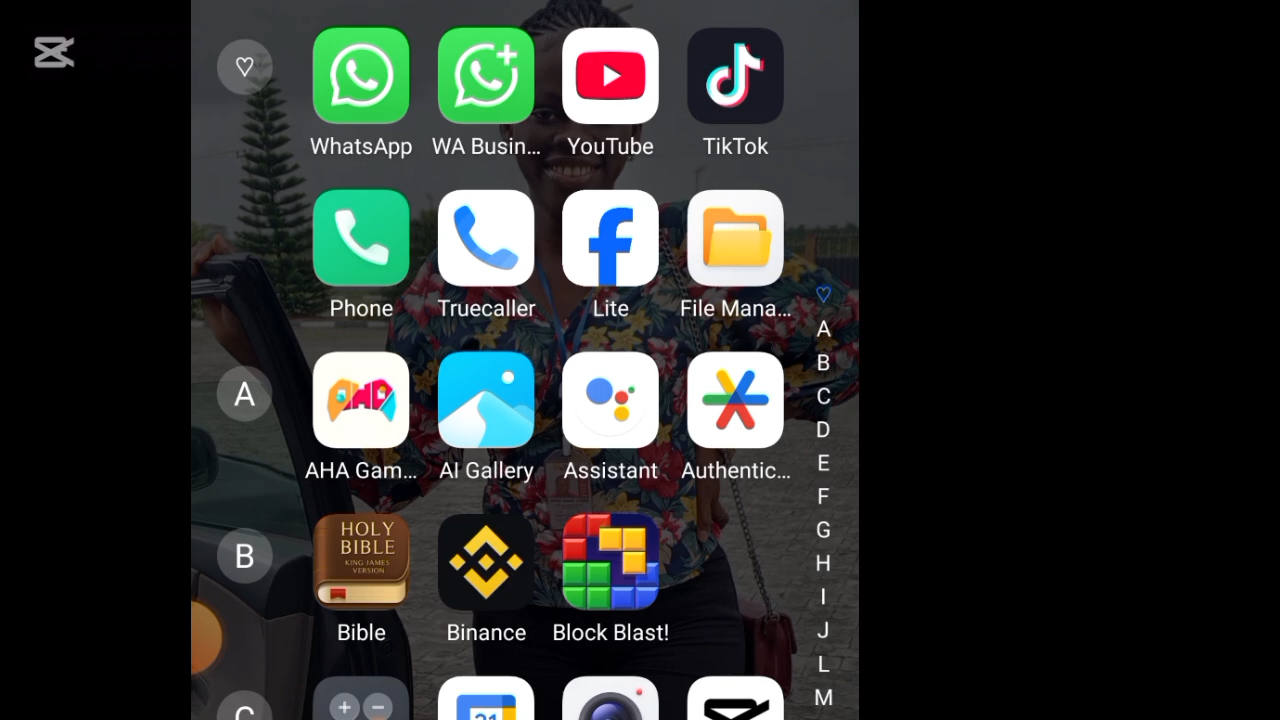 WhatsApp
WA Busin...
YouTube
TikTok
Phone
Truecaller
Lite
File Mana...
A
AHA Gam...
AI Gallery
Assistant
Authentic...
B
HOLY
BIBLE
KING JAMES
VERSION
Bible
Binance
Block Blast!
C
31
A
B
C
D
E
F
G
H
I
J
L
M